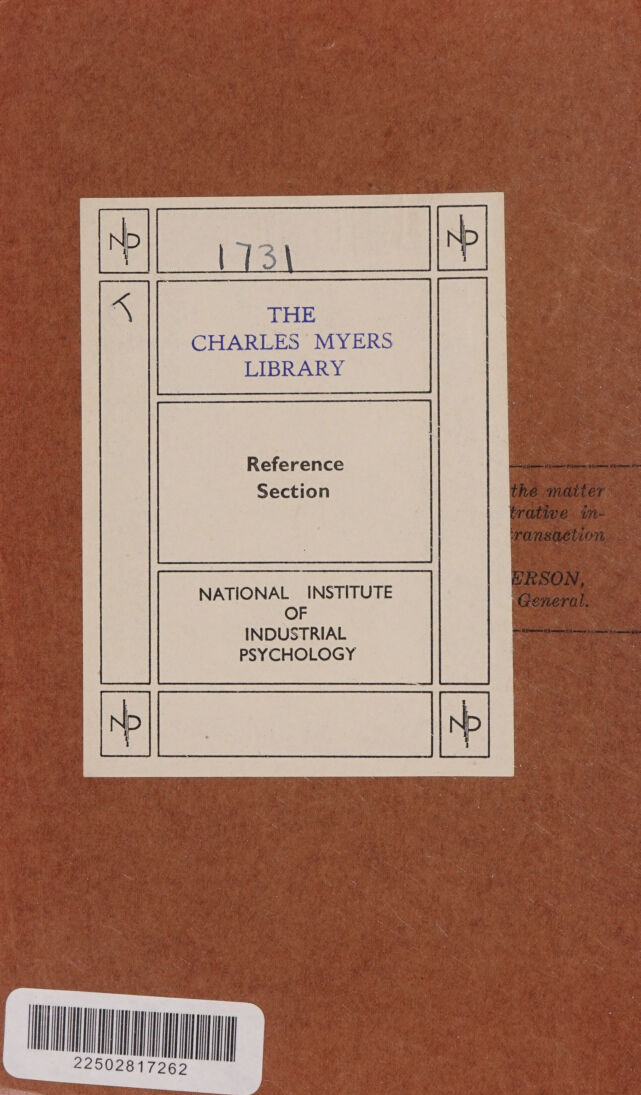 1731
THE
CHARLES MYERS
LIBRARY
Reference
Section
NATIONAL INSTITUTE
OF
INDUSTRIAL
PSYCHOLOGY
the matter
trative in-
transaction
ERSON,
General.
22502817262